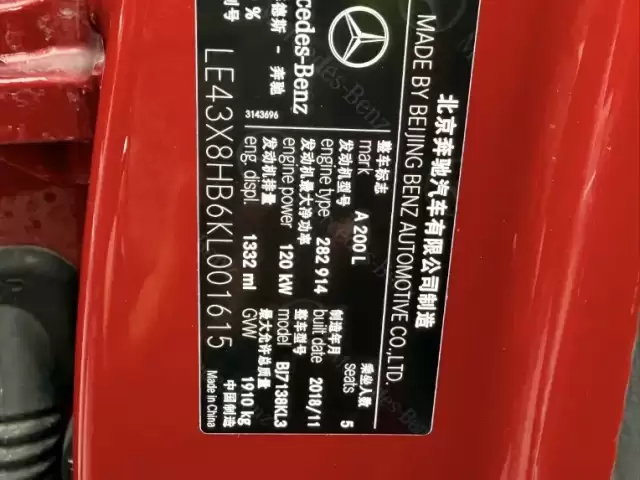 北京奔驰汽车有限公司制造
MADE BY BEIJING BENZ AUTOMOTIVE CO.,LTD.
Mercedes-Benz
德斯 - 奔驰
%
3143696
整车标志
mark
发动机型号 A 200 L
engine type 282 914
发动机最大净功率
engine power 120 kW
发动机排量
eng. displ. 1332 ml
乘坐人数 5
seats
制造年月
built date 2018/11
整车型号
model BJ7138KL3
最大允许总质量
GVW 1910 kg
中国制造
Made in China
LE43X8HB6KL001615